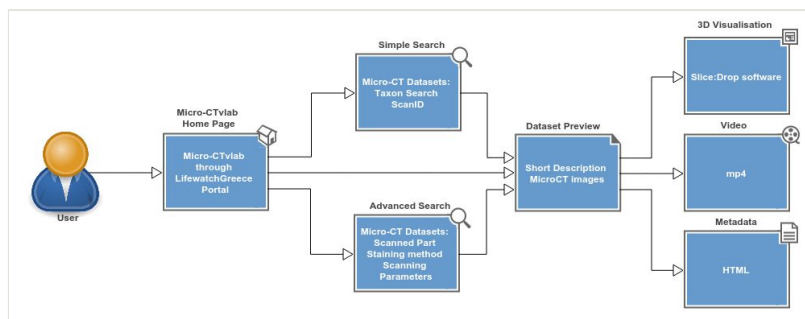 User
Micro-CTvlab
Home Page
Micro-CTvlab
through
LifewatchGreece
Portal
Simple Search
Micro-CT Datasets:
Taxon Search
ScanID
Advanced Search
Micro-CT Datasets:
Scanned Part
Staining method
Scanning
Parameters
Dataset Preview
Short Description
MicroCT images
3D Visualisation
Slice:Drop software
Video
mp4
Metadata
HTML